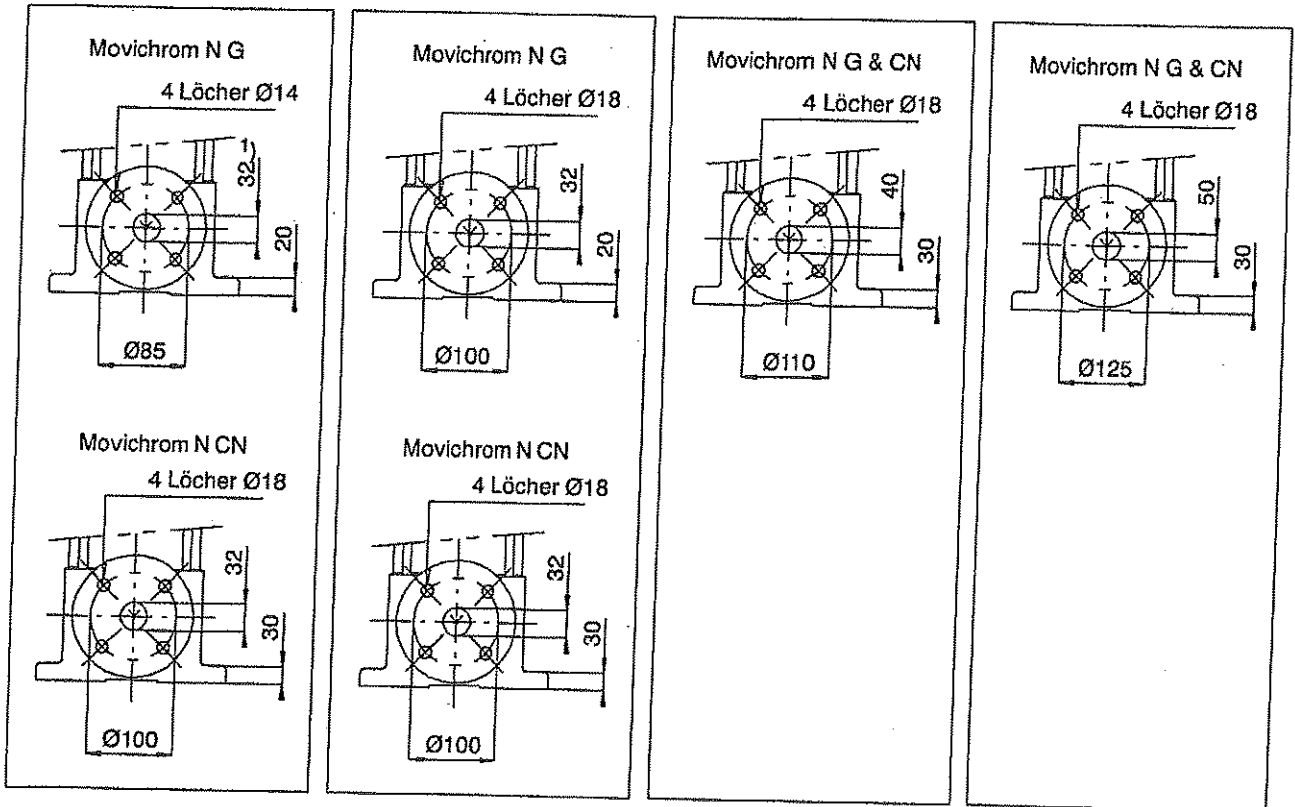 Movichrom N G
4 Löcher Ø14
32 1)
20
Ø85
Movichrom N CN
4 Löcher Ø18
32
30
Ø100
Movichrom N G
4 Löcher Ø18
32
20
Ø100
Movichrom N CN
4 Löcher Ø18
32
30
Ø100
Movichrom N G & CN
4 Löcher Ø18
40
30
Ø110
Movichrom N G & CN
4 Löcher Ø18
50
30
Ø125